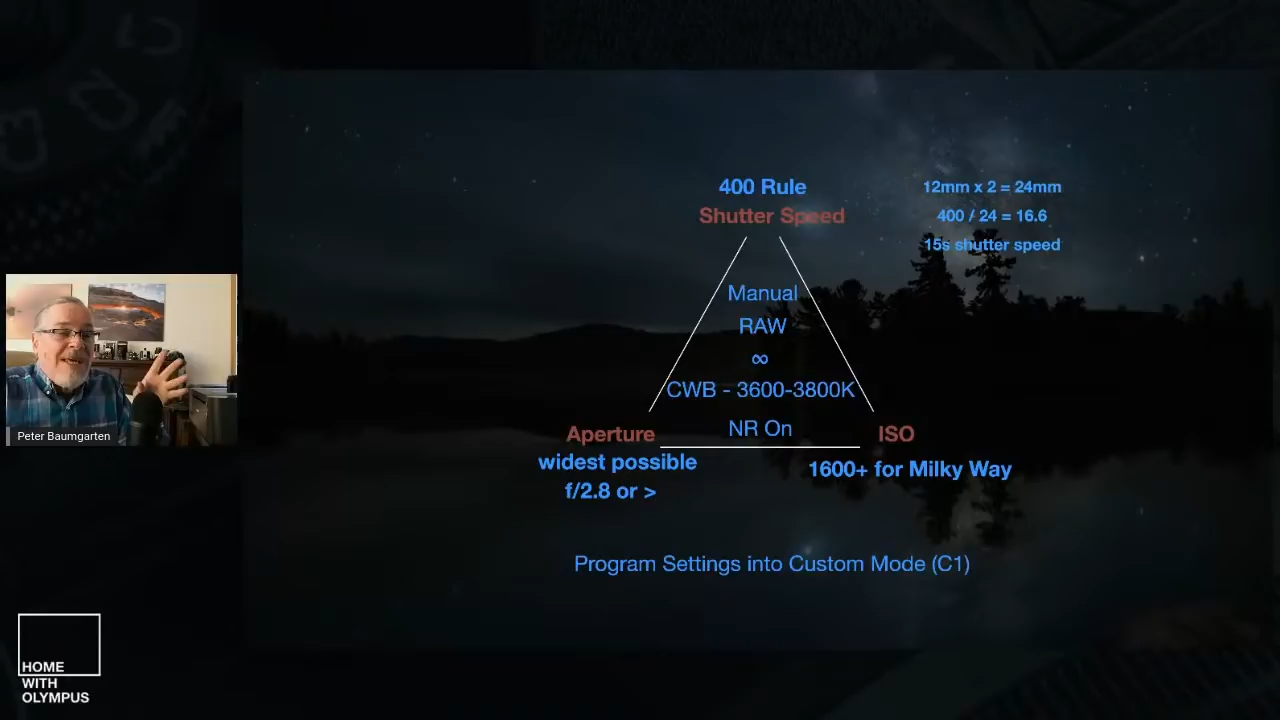 400 Rule
Shutter Speed
12mm x 2 = 24mm
400 / 24 = 16.6
15s shutter speed
Manual
RAW
∞
CWB - 3600-3800K
NR On
Aperture
widest possible
f/2.8 or >
ISO
1600+ for Milky Way
Program Settings into Custom Mode (C1)
Peter Baumgarten
HOME
WITH
OLYMPUS